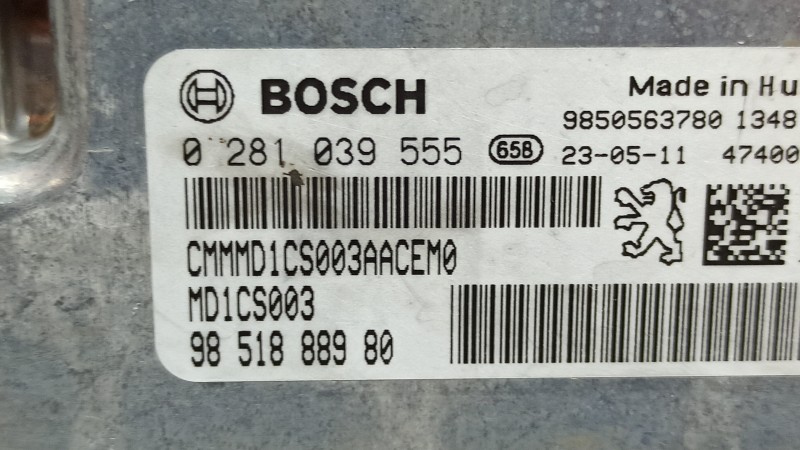 BOSCH
Made in Hu
9850563780 1348
0 281 039 555 658 23-05-11 47400
CMMMD1CS003AACEM0
MD1CS003
98 518 889 80